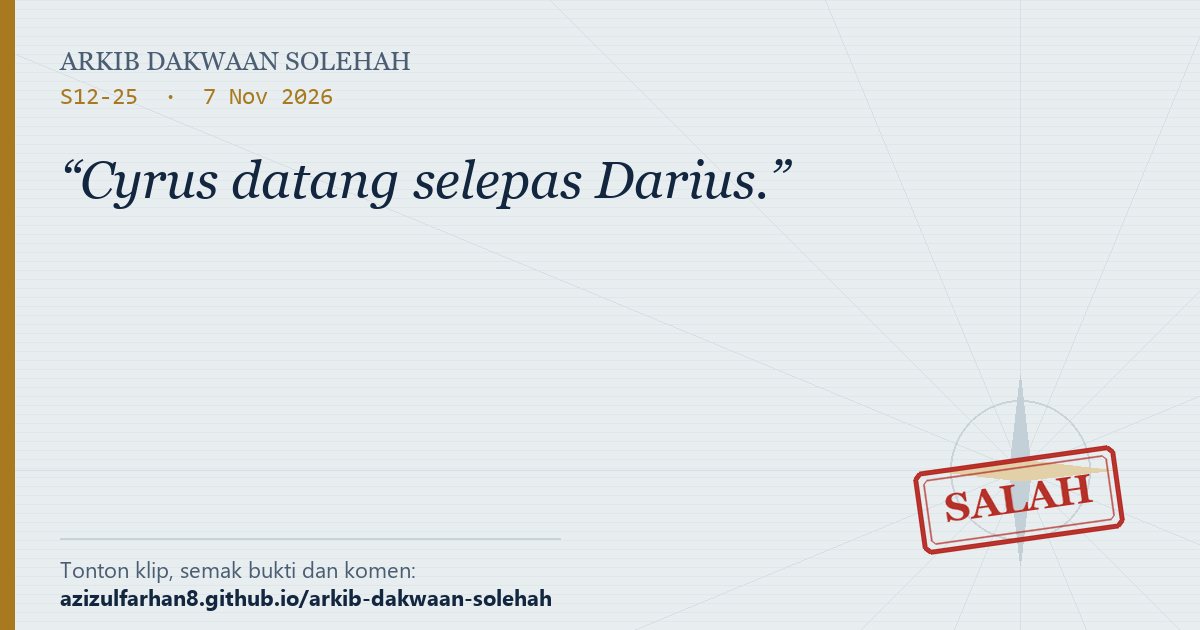 ARKIB DAKWAAN SOLEHAH
S12-25 · 7 Nov 2026
“Cyrus datang selepas Darius.”
SALAH
Tonton klip, semak bukti dan komen:
azizulfarhan8.github.io/arkib-dakwaan-solehah